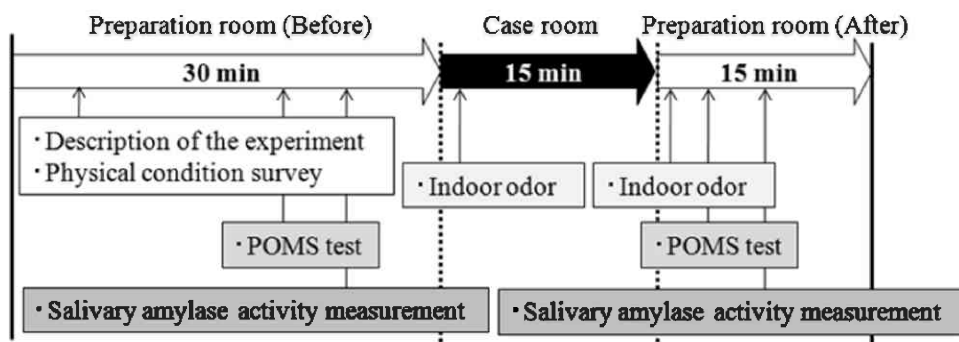 Preparation room (Before)
Case room
Preparation room (After)
30 min
15 min
15 min
・Description of the experiment
・Physical condition survey
・Indoor odor
・Indoor odor
・POMS test
・POMS test
・Salivary amylase activity measurement
・Salivary amylase activity measurement